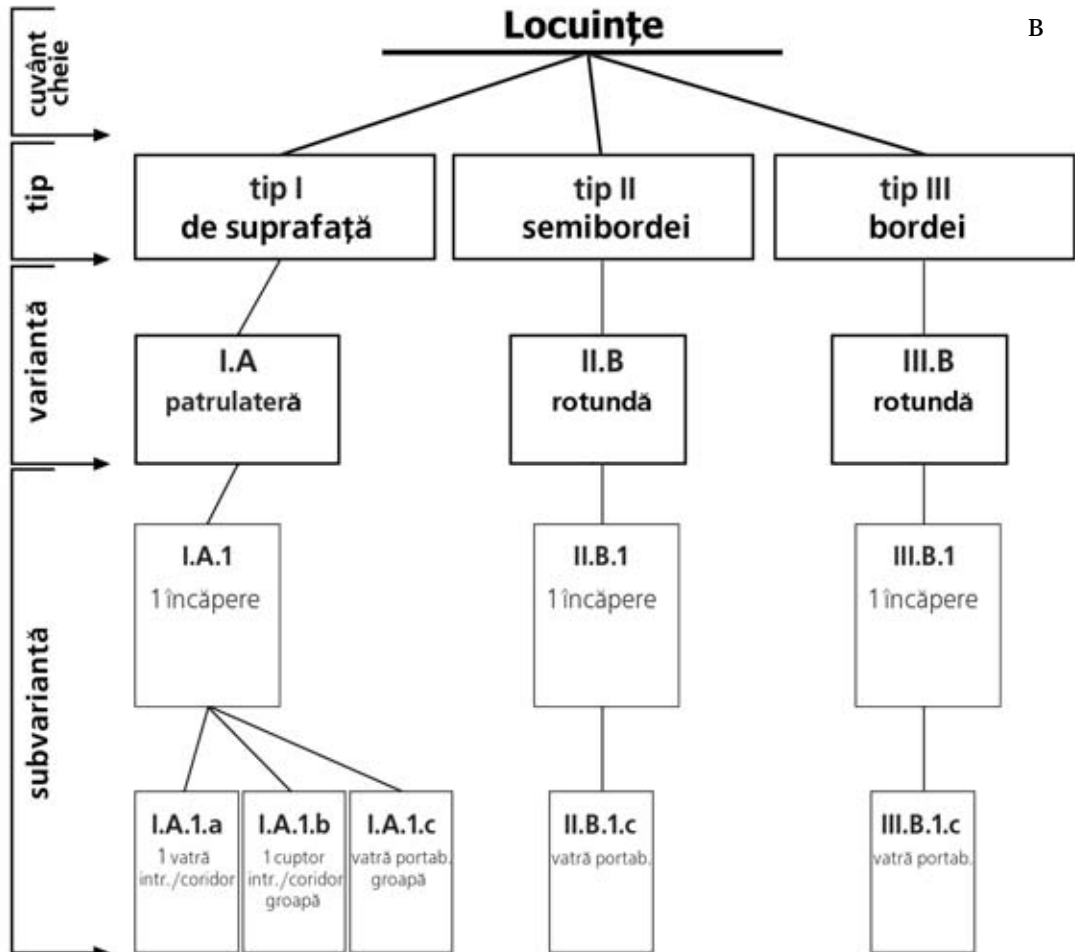 Locuințe
B
cuvânt
cheie
tip
tip I
de suprafață
tip II
semibordei
tip III
bordei
variantă
I.A
patrulateră
II.B
rotundă
III.B
rotundă
subvariantă
I.A.1
1 încăpere
II.B.1
1 încăpere
III.B.1
1 încăpere
I.A.1.a
1 vatră
intr./coridor
I.A.1.b
1 cuptor
intr./coridor
groapă
I.A.1.c
vatră portab.
groapă
II.B.1.c
vatră portab.
III.B.1.c
vatră portab.